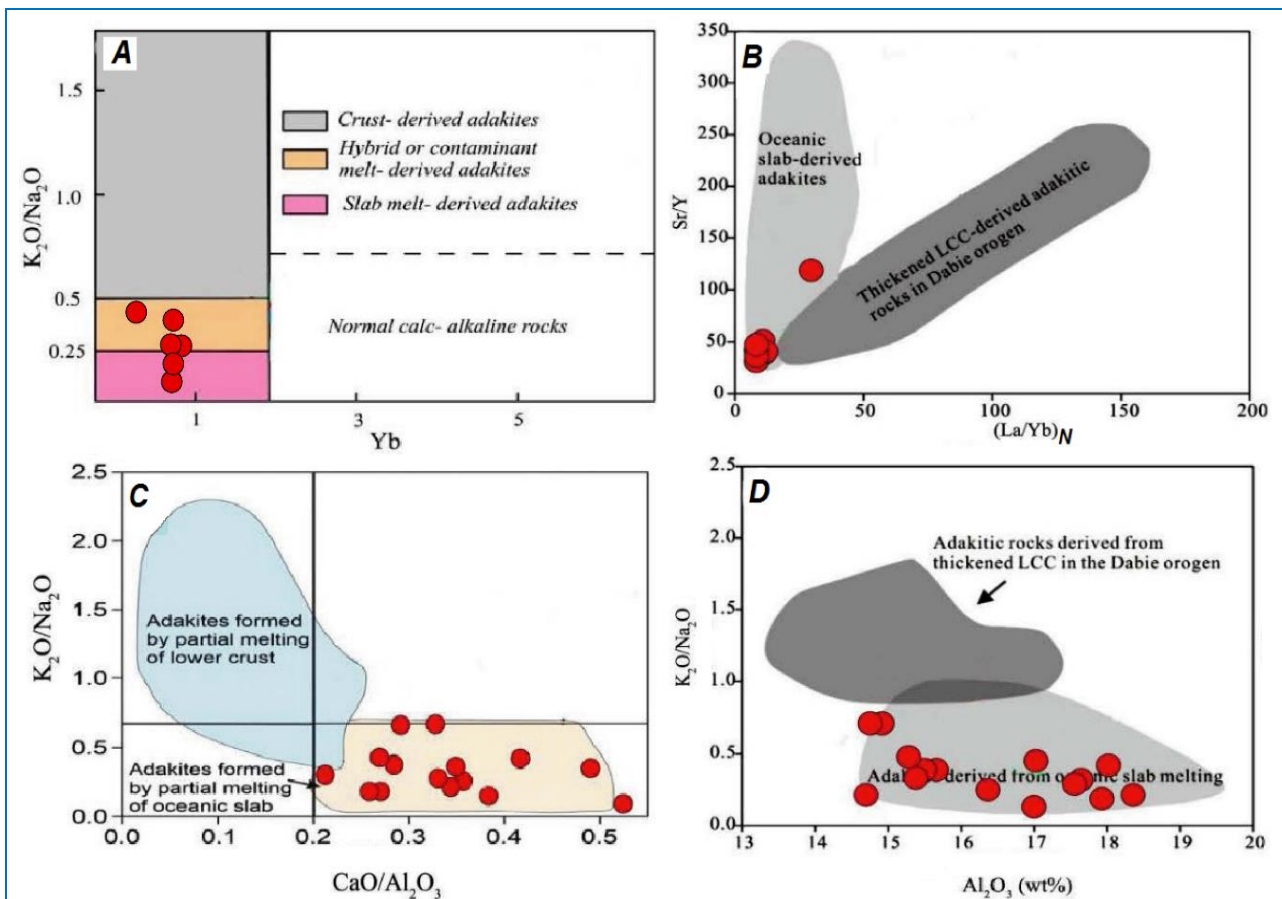 A
1.5
1.0
0.5
0.25
K₂O/Na₂O
1
3
5
Yb
Crust- derived adakites
Hybrid or contaminant
melt- derived adakites
Slab melt- derived adakites
Normal calc- alkaline rocks
B
350
300
250
200
150
100
50
0
Sr/Y
Oceanic
slab-derived
adakites
Thickened LCC-derived adakitic
rocks in Dabie orogen
0
50
100
150
200
(La/Yb)N
C
2.5
2.0
1.5
1.0
0.5
0.0
K₂O/Na₂O
Adakites formed
by partial melting
of lower crust
Adakites formed
by partial melting
of oceanic slab
0.0
0.1
0.2
0.3
0.4
0.5
CaO/Al₂O₃
D
2.5
2.0
1.5
1.0
0.5
0.0
K₂O/Na₂O
Adakitic rocks derived from
thickened LCC in the Dabie orogen
derived from oceanic slab melting
13
14
15
16
17
18
19
20
Al₂O₃ (wt%)